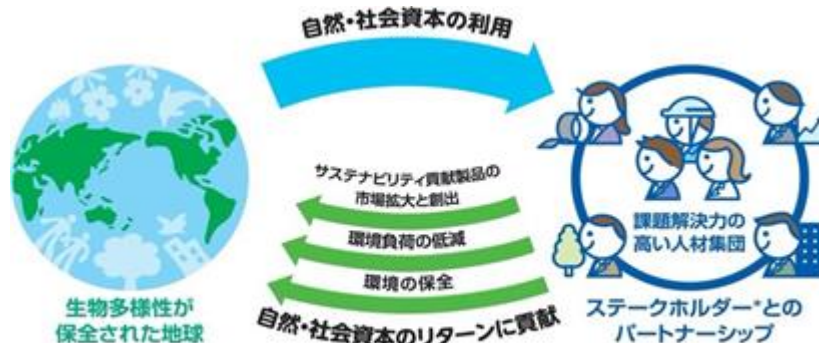 自然・社会資本の利用
サステナビリティ貢献製品の
市場拡大と創出
環境負荷の低減
環境の保全
自然・社会資本のリターンに貢献
生物多様性が
保全された地球
課題解決力の
高い人材集団
ステークホルダー*との
パートナーシップ